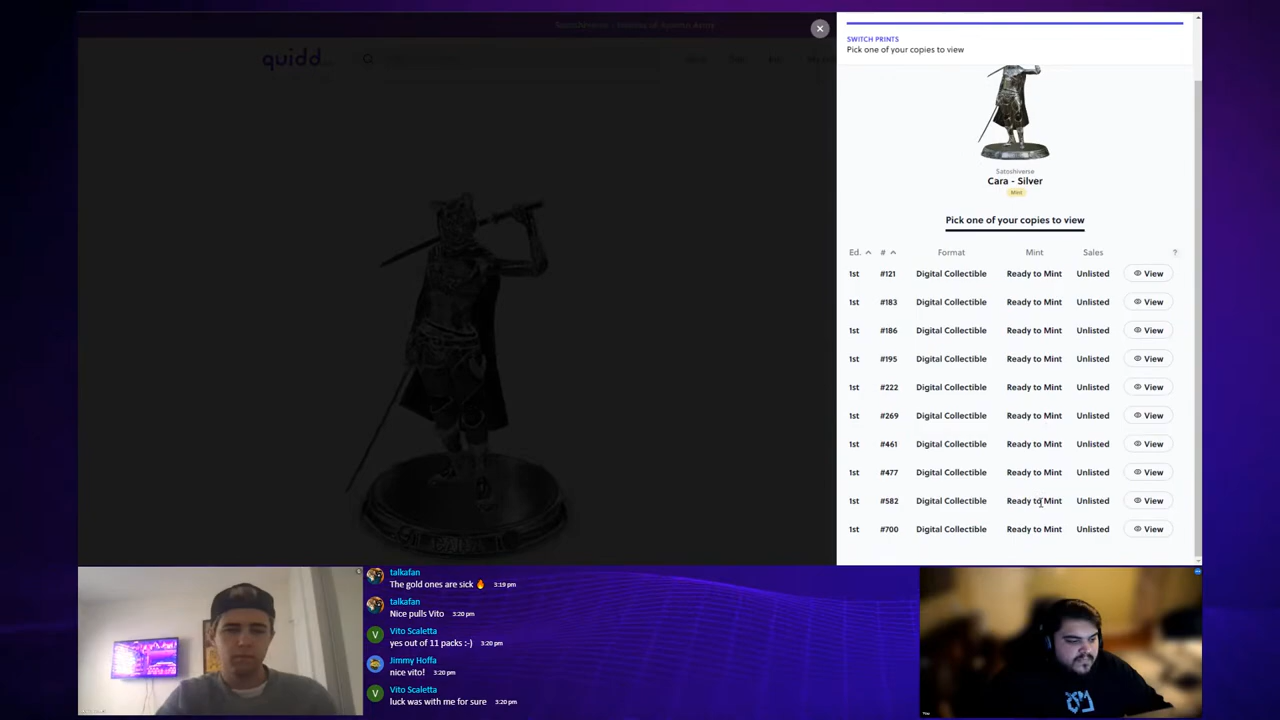 quidd
SWITCH PRINTS
Pick one of your copies to view
Satoshiverse
Cara - Silver
Mint
Pick one of your copies to view
Ed. # Format Mint Sales ?
1st #121 Digital Collectible Ready to Mint Unlisted View
1st #183 Digital Collectible Ready to Mint Unlisted View
1st #186 Digital Collectible Ready to Mint Unlisted View
1st #195 Digital Collectible Ready to Mint Unlisted View
1st #222 Digital Collectible Ready to Mint Unlisted View
1st #269 Digital Collectible Ready to Mint Unlisted View
1st #461 Digital Collectible Ready to Mint Unlisted View
1st #477 Digital Collectible Ready to Mint Unlisted View
1st #582 Digital Collectible Ready to Mint Unlisted View
1st #700 Digital Collectible Ready to Mint Unlisted View
talkafan
The gold ones are sick 🔥 3:19 pm
talkafan
Nice pulls Vito 3:20 pm
V Vito Scaletta
yes out of 11 packs :-) 3:20 pm
Jimmy Hoffa
nice vito! 3:20 pm
V Vito Scaletta
luck was with me for sure 3:20 pm